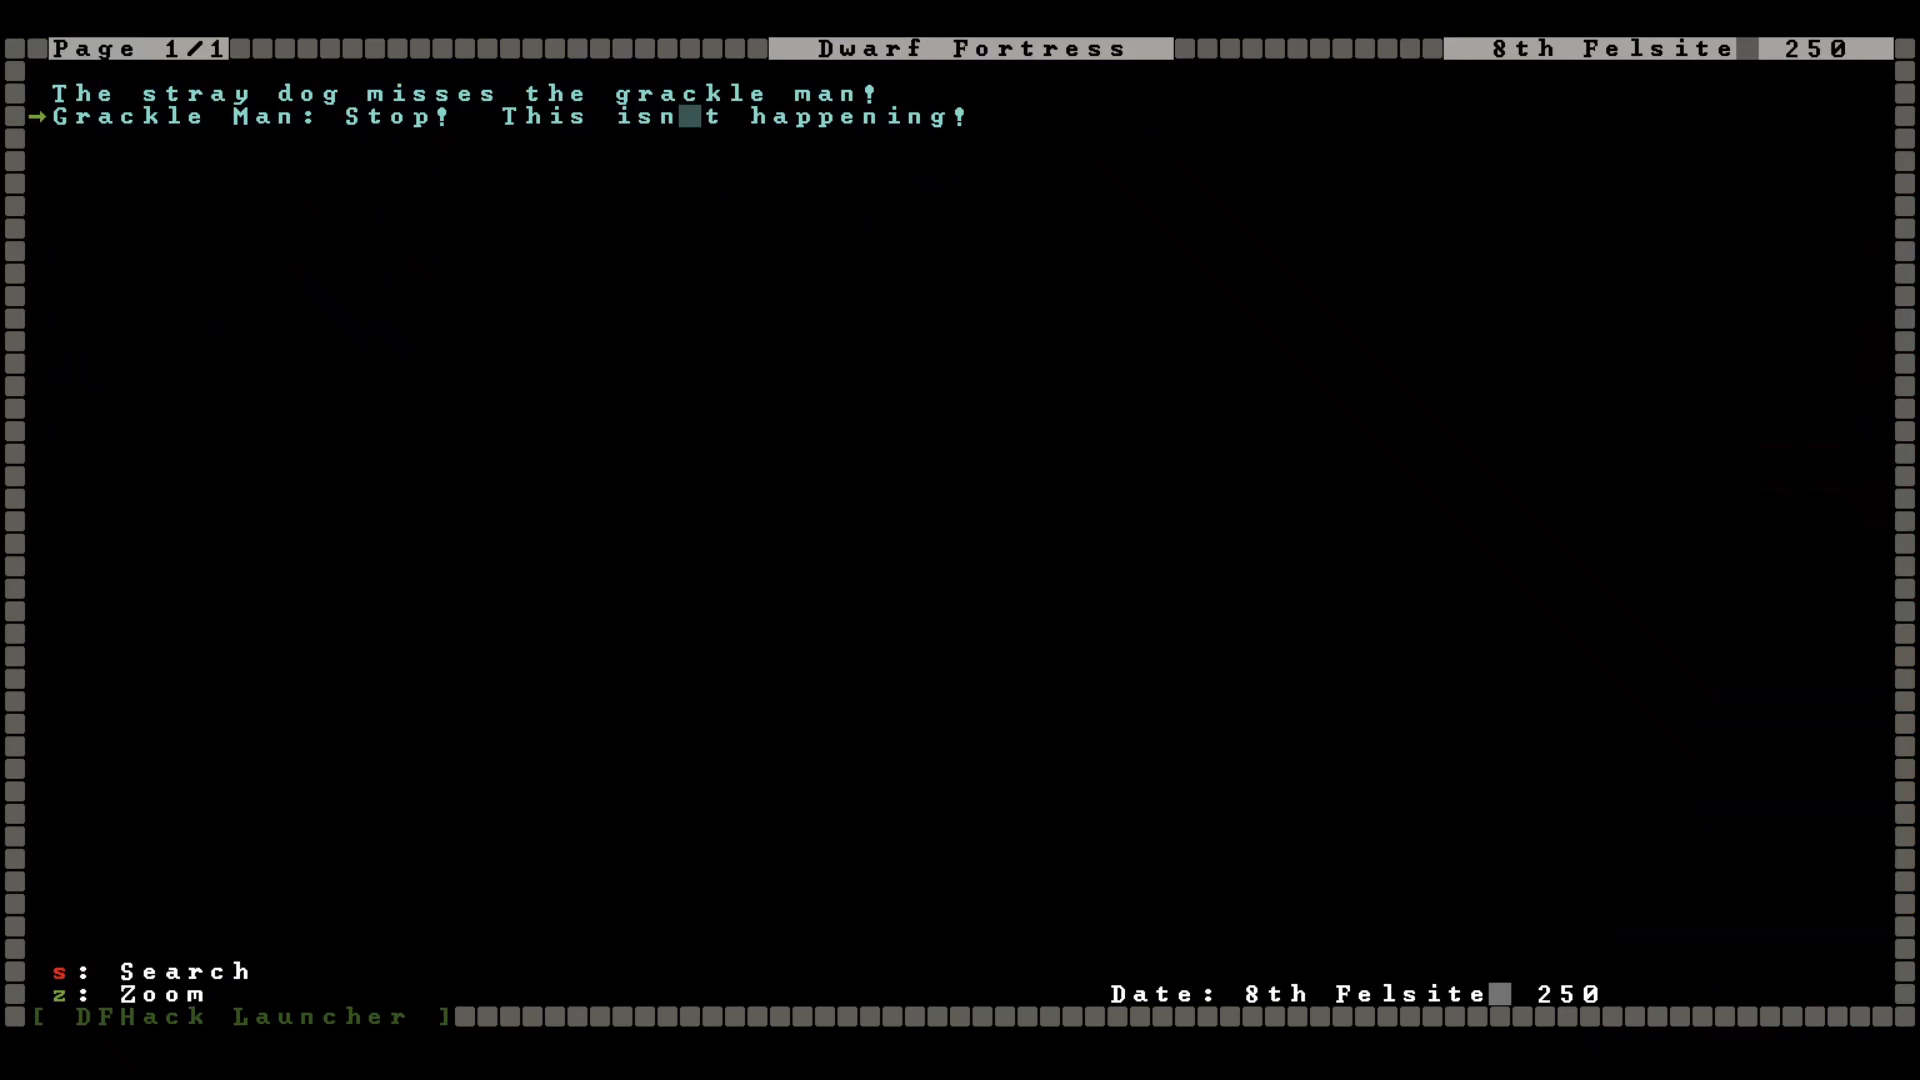 Page 1/1 Dwarf Fortress 8th Felsite 250
The stray dog misses the grackle man!
→Grackle Man: Stop! This isn t happening!
s: Search
z: Zoom Date: 8th Felsite 250
[ DFHack Launcher ]